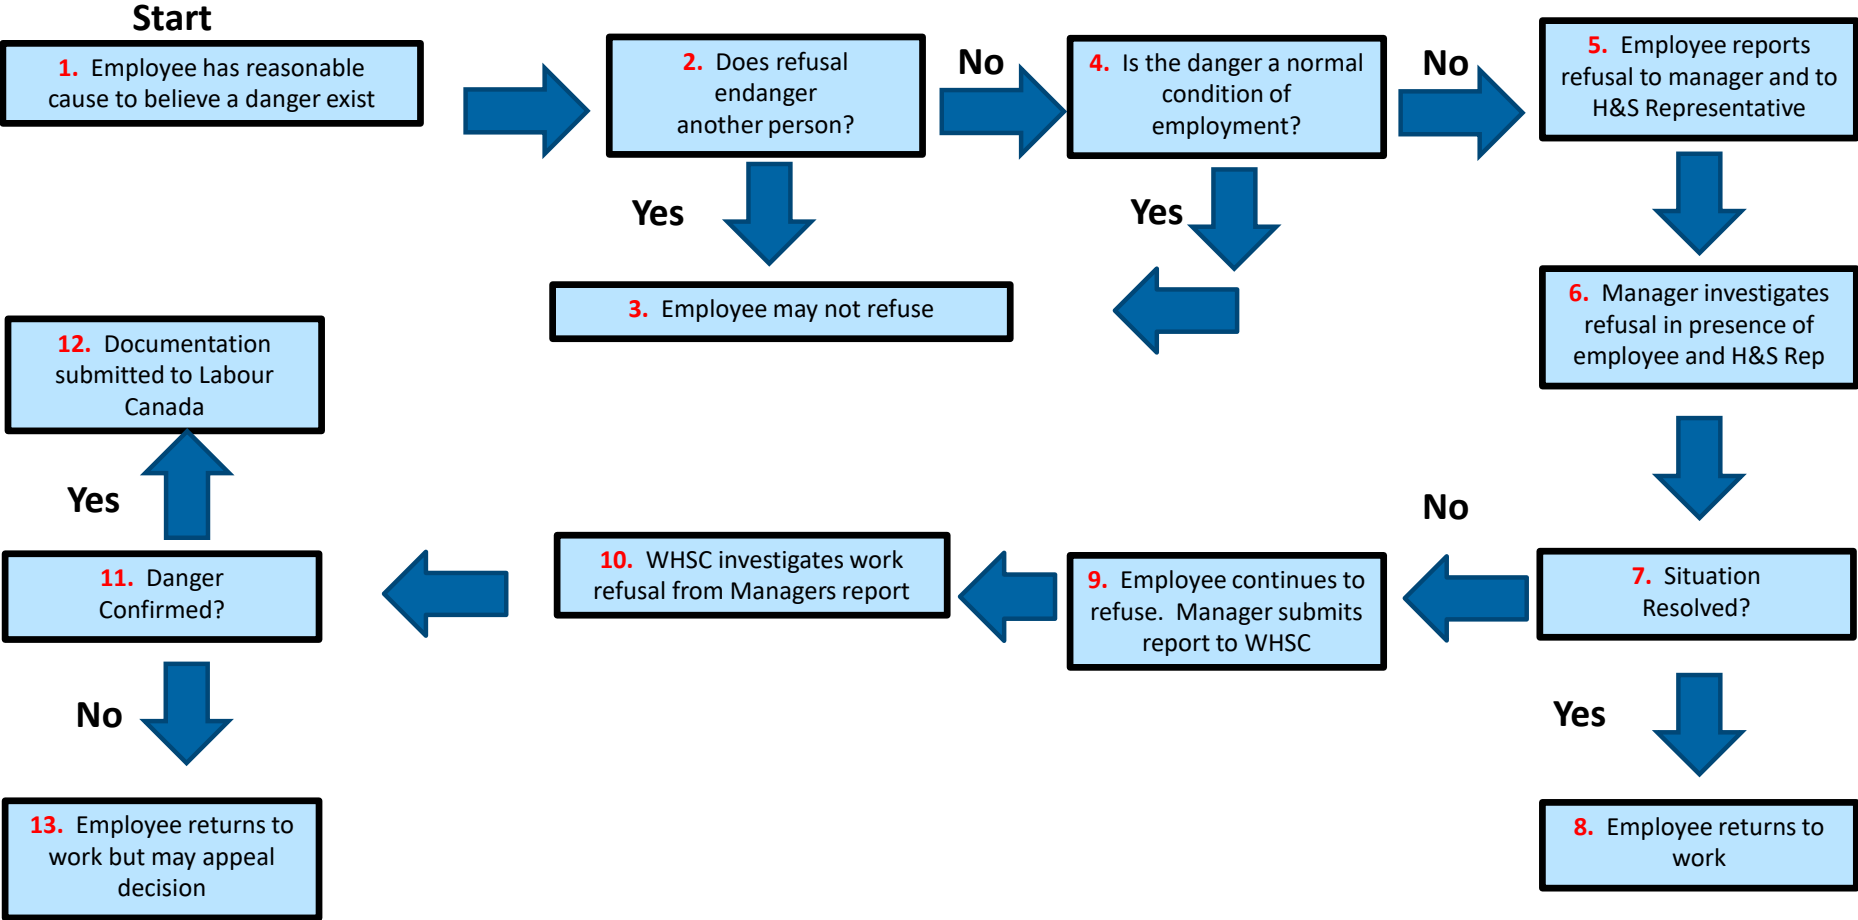 Start
1. Employee has reasonable
cause to believe a danger exist
2. Does refusal
endanger
another person?
No
4. Is the danger a normal
condition of
employment?
No
5. Employee reports
refusal to manager and to
H&S Representative
Yes
Yes
3. Employee may not refuse
6. Manager investigates
refusal in presence of
employee and H&S Rep
12. Documentation
submitted to Labour
Canada
Yes
No
7. Situation
Resolved?
9. Employee continues to
refuse. Manager submits
report to WHSC
10. WHSC investigates work
refusal from Managers report
11. Danger
Confirmed?
No
Yes
13. Employee returns to
work but may appeal
decision
8. Employee returns to
work